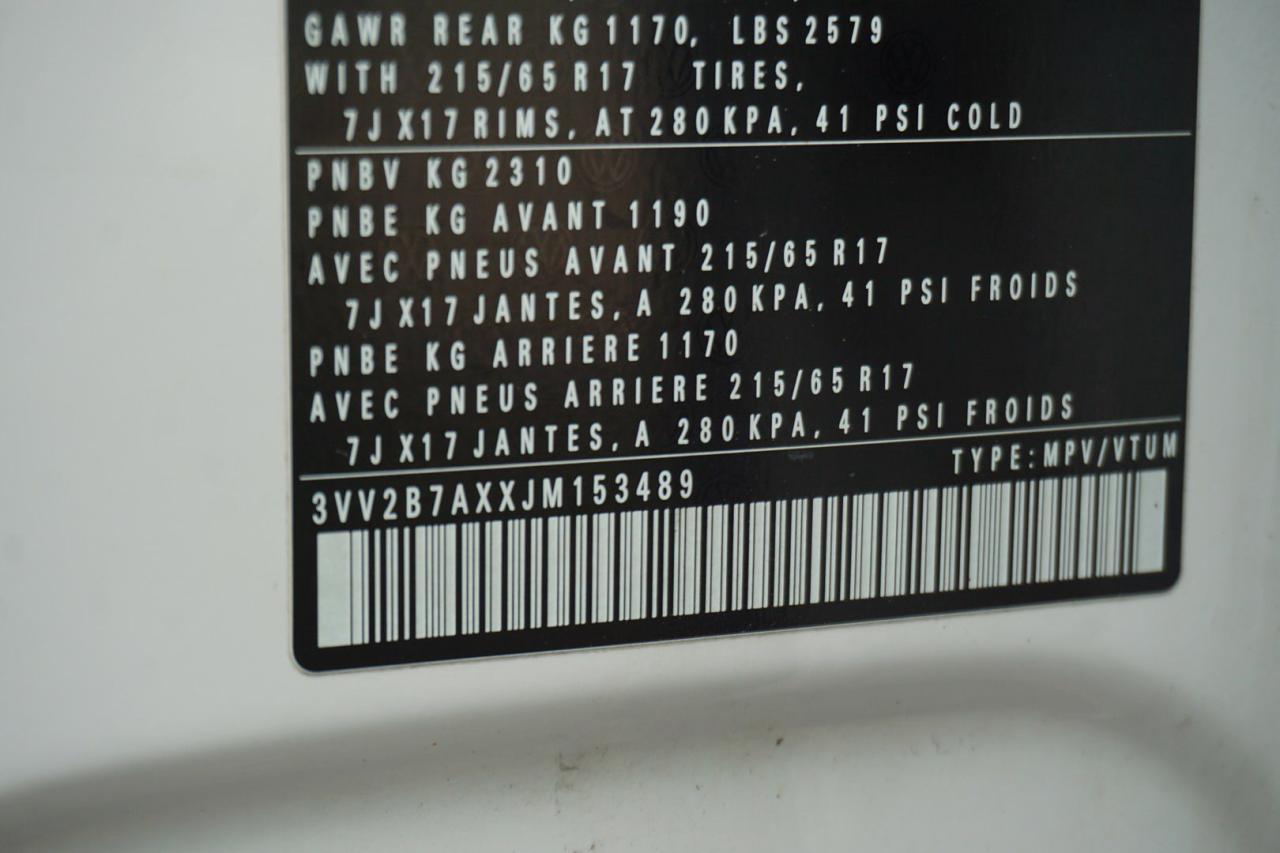 GAWR REAR KG 1170, LBS 2579
WITH 215/65 R17 TIRES,
7J X17 RIMS, AT 280 KPA, 41 PSI COLD
PNBV KG 2310
PNBE KG AVANT 1190
AVEC PNEUS AVANT 215/65 R17
7J X17 JANTES, A 280 KPA, 41 PSI FROIDS
PNBE KG ARRIERE 1170
AVEC PNEUS ARRIERE 215/65 R17
7J X17 JANTES, A 280 KPA, 41 PSI FROIDS
TYPE: MPV/VTUM
3VV2B7AXXJM153489